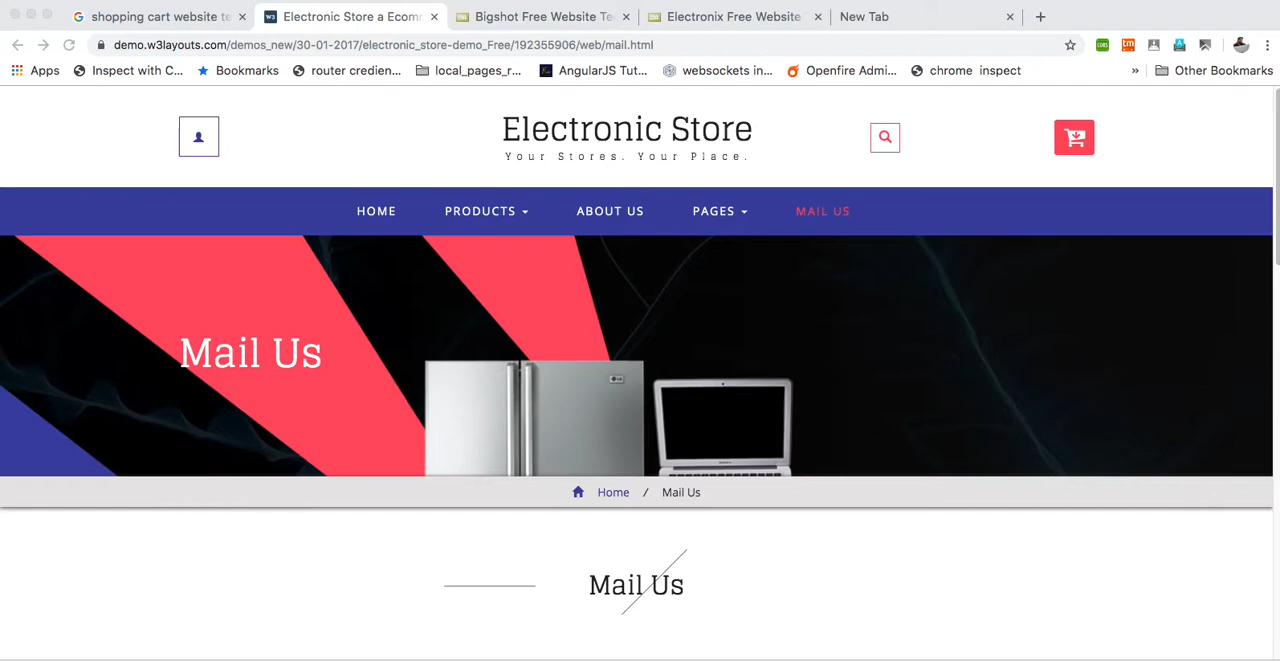 shopping cart website te
Electronic Store a Ecom
Bigshot Free Website Te
Electronix Free Website
New Tab
demo.w3layouts.com/demos_new/30-01-2017/electronic_store-demo_Free/192355906/web/mail.html
Apps
Inspect with C...
Bookmarks
router creden...
local_pages_r...
AngularJS Tut...
websockets in...
Openfire Admi...
chrome inspect
»
Other Bookmarks
Electronic Store
Your Stores. Your Place.
HOME
PRODUCTS
ABOUT US
PAGES
MAIL US
Mail Us
Home / Mail Us
Mail Us